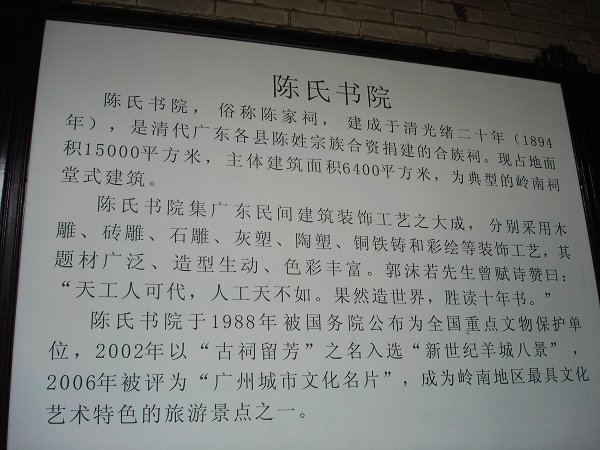 陈氏书院
陈氏书院，俗称陈家祠，建成于清光绪二十年（1894
年），是清代广东各县陈姓宗族合资捐建的合族祠。现占地面
积15000平方米，主体建筑面积6400平方米，为典型的岭南祠
堂式建筑。
陈氏书院集广东民间建筑装饰工艺之大成，分别采用木
雕、砖雕、石雕、灰塑、陶塑、铜铁铸和彩绘等装饰工艺，其
题材广泛、造型生动、色彩丰富。郭沫若先生曾赋诗赞曰：
“天工人可代，人工天不如。果然造世界，胜读十年书。”
陈氏书院于1988年被国务院公布为全国重点文物保护单
位，2002年以“古祠留芳”之名入选“新世纪羊城八景”，
2006年被评为“广州城市文化名片”，成为岭南地区最具文化
艺术特色的旅游景点之一。